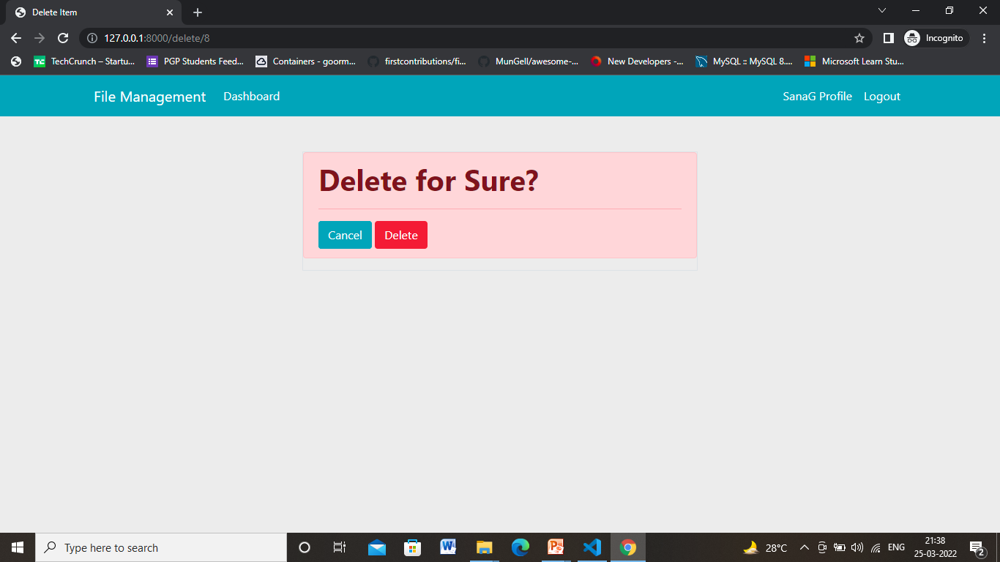 Delete Item
127.0.0.1:8000/delete/8
Incognito
TechCrunch – Startu...
PGP Students Feed...
Containers - goorm...
firstcontributions/fi...
MunGell/awesome-...
New Developers -...
MySQL :: MySQL 8....
Microsoft Learn Stu...
File Management
Dashboard
SanaG Profile
Logout
Delete for Sure?
Cancel
Delete
Type here to search
28°C
ENG
21:38
25-03-2022
2